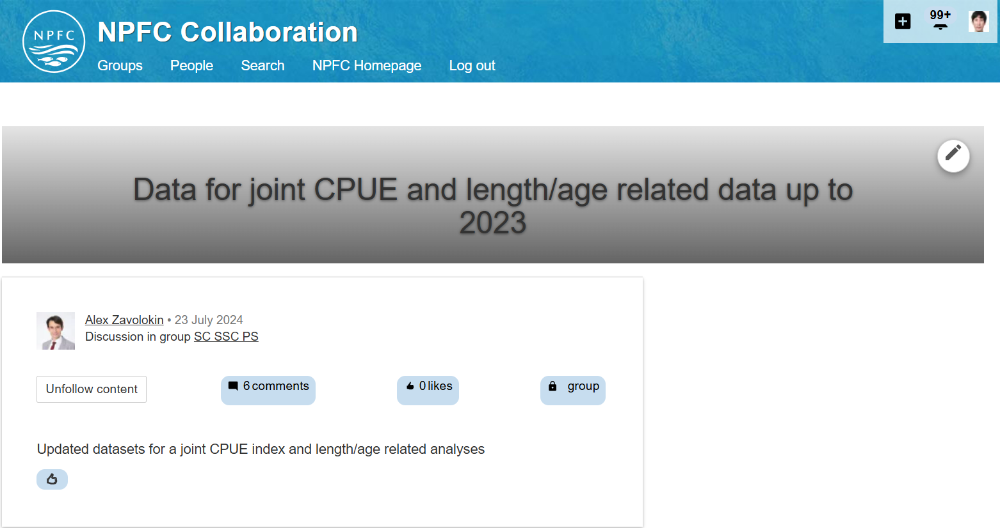 NPFC
NPFC Collaboration
99+
Groups People Search NPFC Homepage Log out
Data for joint CPUE and length/age related data up to
2023
Alex Zavolokin • 23 July 2024
Discussion in group SC SSC PS
Unfollow content
6 comments
0 likes
group
Updated datasets for a joint CPUE index and length/age related analyses